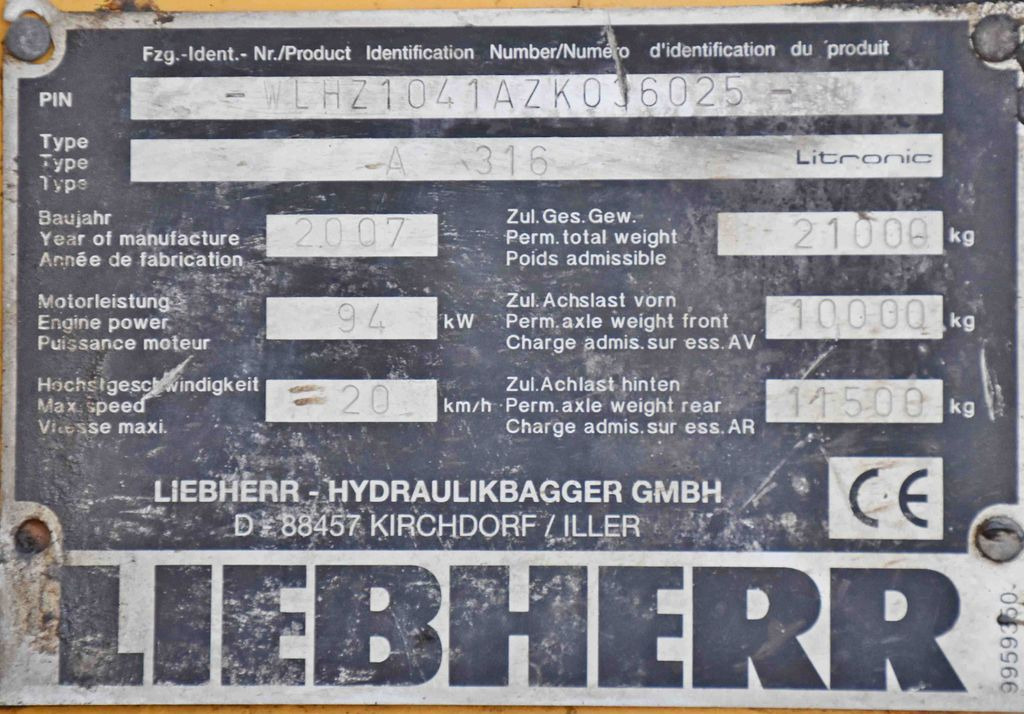 Fzg.-Ident.- Nr./Product Identification Number/Numéro d'identification du produit
PIN - WLHZ1041AZK036025 -
Type
Type A 316 Litronic
Type
Baujahr
Year of manufacture 2007
Année de fabrication
Zul.Ges.Gew.
Perm.total weight 21000 kg
Poids admissible
Motorleistung
Engine power 94 kW
Puissance moteur
Zul.Achslast vorn
Perm.axle weight front 10000 kg
Charge admis.sur ess.AV
Höchstgeschwindigkeit
Max.speed = 20 km/h
Vitesse maxi.
Zul.Achlast hinten
Perm.axle weight rear 11500 kg
Charge admis.sur ess.AR
LIEBHERR - HYDRAULIKBAGGER GMBH
D - 88457 KIRCHDORF / ILLER
CE
LIEBHERR